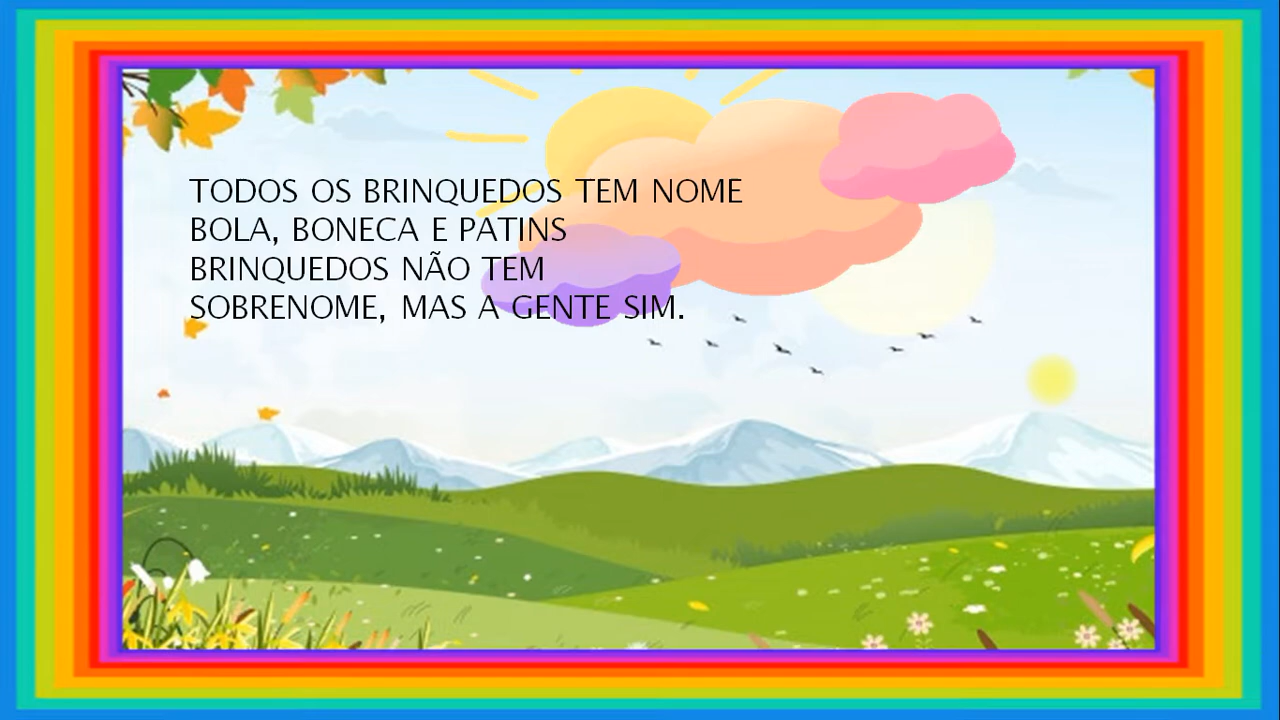 TODOS OS BRINQUEDOS TEM NOME
BOLA, BONECA E PATINS
BRINQUEDOS NÃO TEM
SOBRENOME, MAS A GENTE SIM.